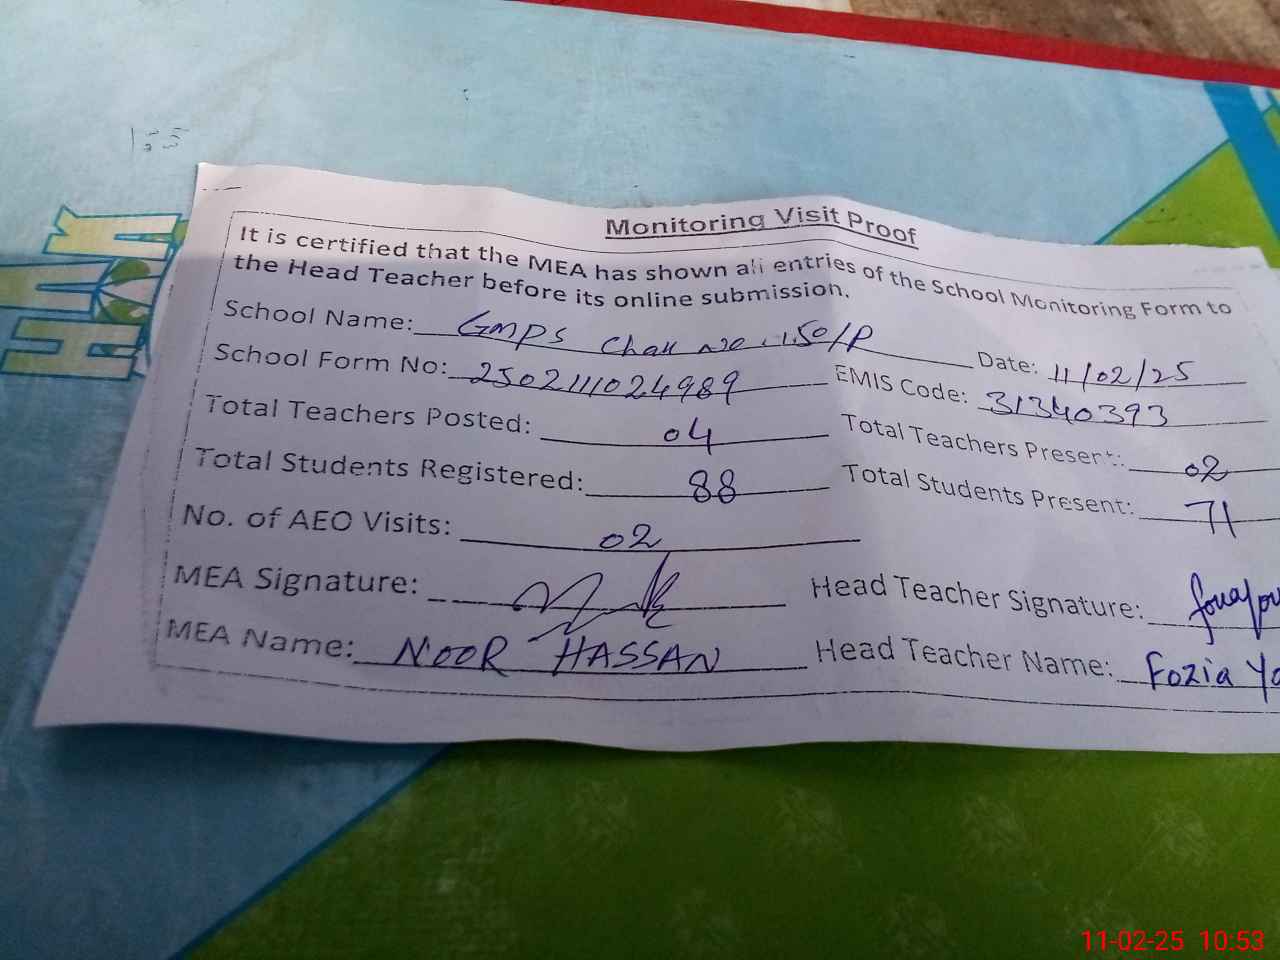 Monitoring Visit Proof
It is certified that the MEA has shown all entries of the School Monitoring Form to
the Head Teacher before its online submission.
School Name: GMPS Chak No. 150/P Date: 11/02/25
School Form No: 2502111024989 EMIS Code: 31340393
Total Teachers Posted: 04 Total Teachers Present: 02
Total Students Registered: 88 Total Students Present: 71
No. of AEO Visits: 02
MEA Signature: Head Teacher Signature:
MEA Name: NOOR HASSAN Head Teacher Name: Fozia Ya
11-02-25 10:53